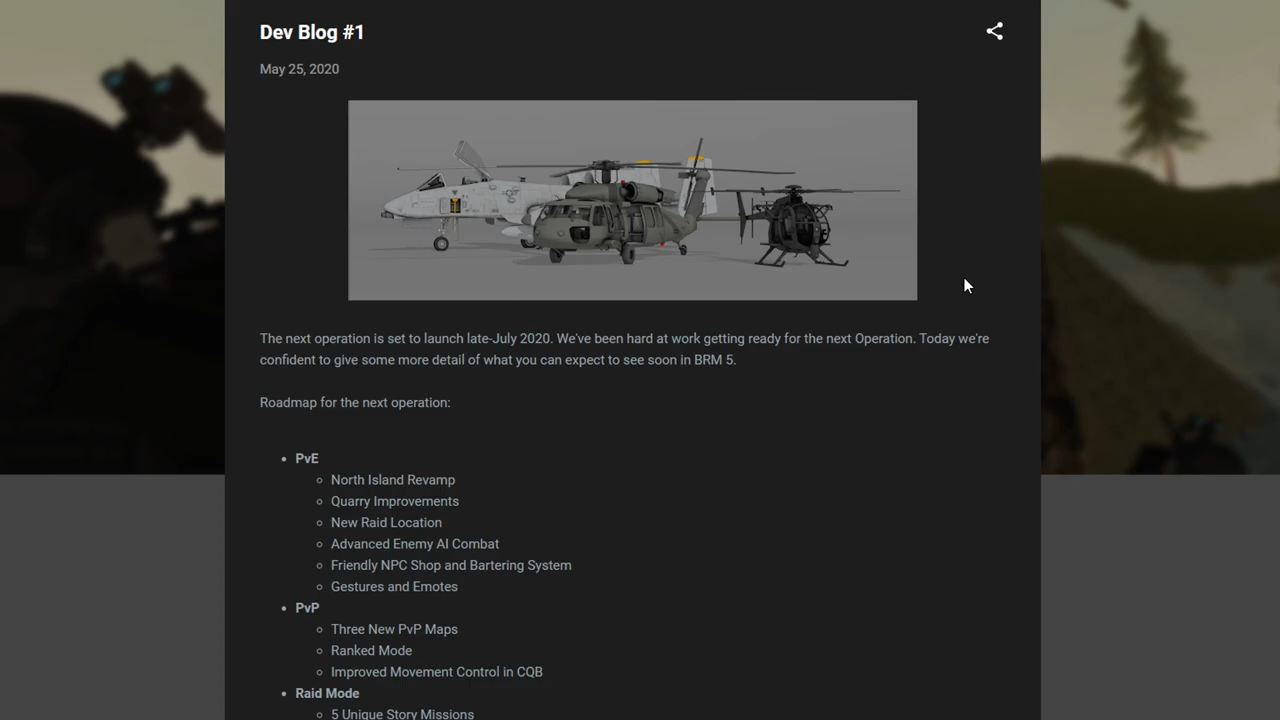 Dev Blog #1
May 25, 2020
The next operation is set to launch late-July 2020. We've been hard at work getting ready for the next Operation. Today we're
confident to give some more detail of what you can expect to see soon in BRM 5.
Roadmap for the next operation:
PvE
North Island Revamp
Quarry Improvements
New Raid Location
Advanced Enemy AI Combat
Friendly NPC Shop and Bartering System
Gestures and Emotes
PvP
Three New PvP Maps
Ranked Mode
Improved Movement Control in CQB
Raid Mode
5 Unique Story Missions